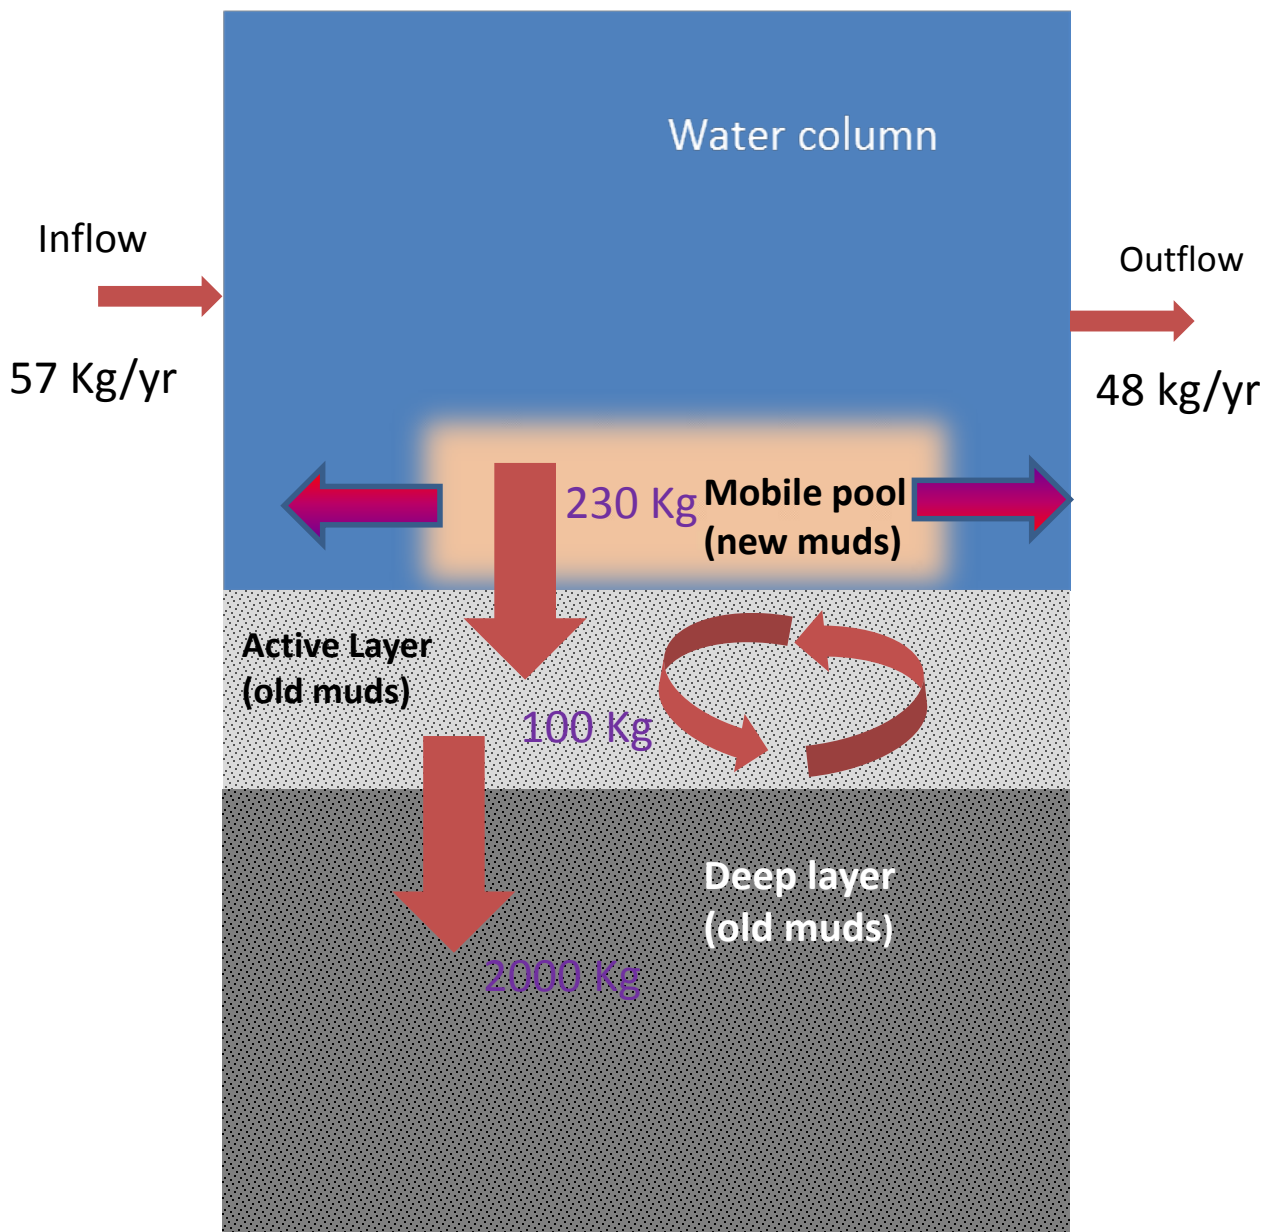 Water column
Inflow
57 Kg/yr
Outflow
48 kg/yr
230 Kg
Mobile pool
(new muds)
Active Layer
(old muds)
100 Kg
Deep layer
(old muds)
2000 Kg